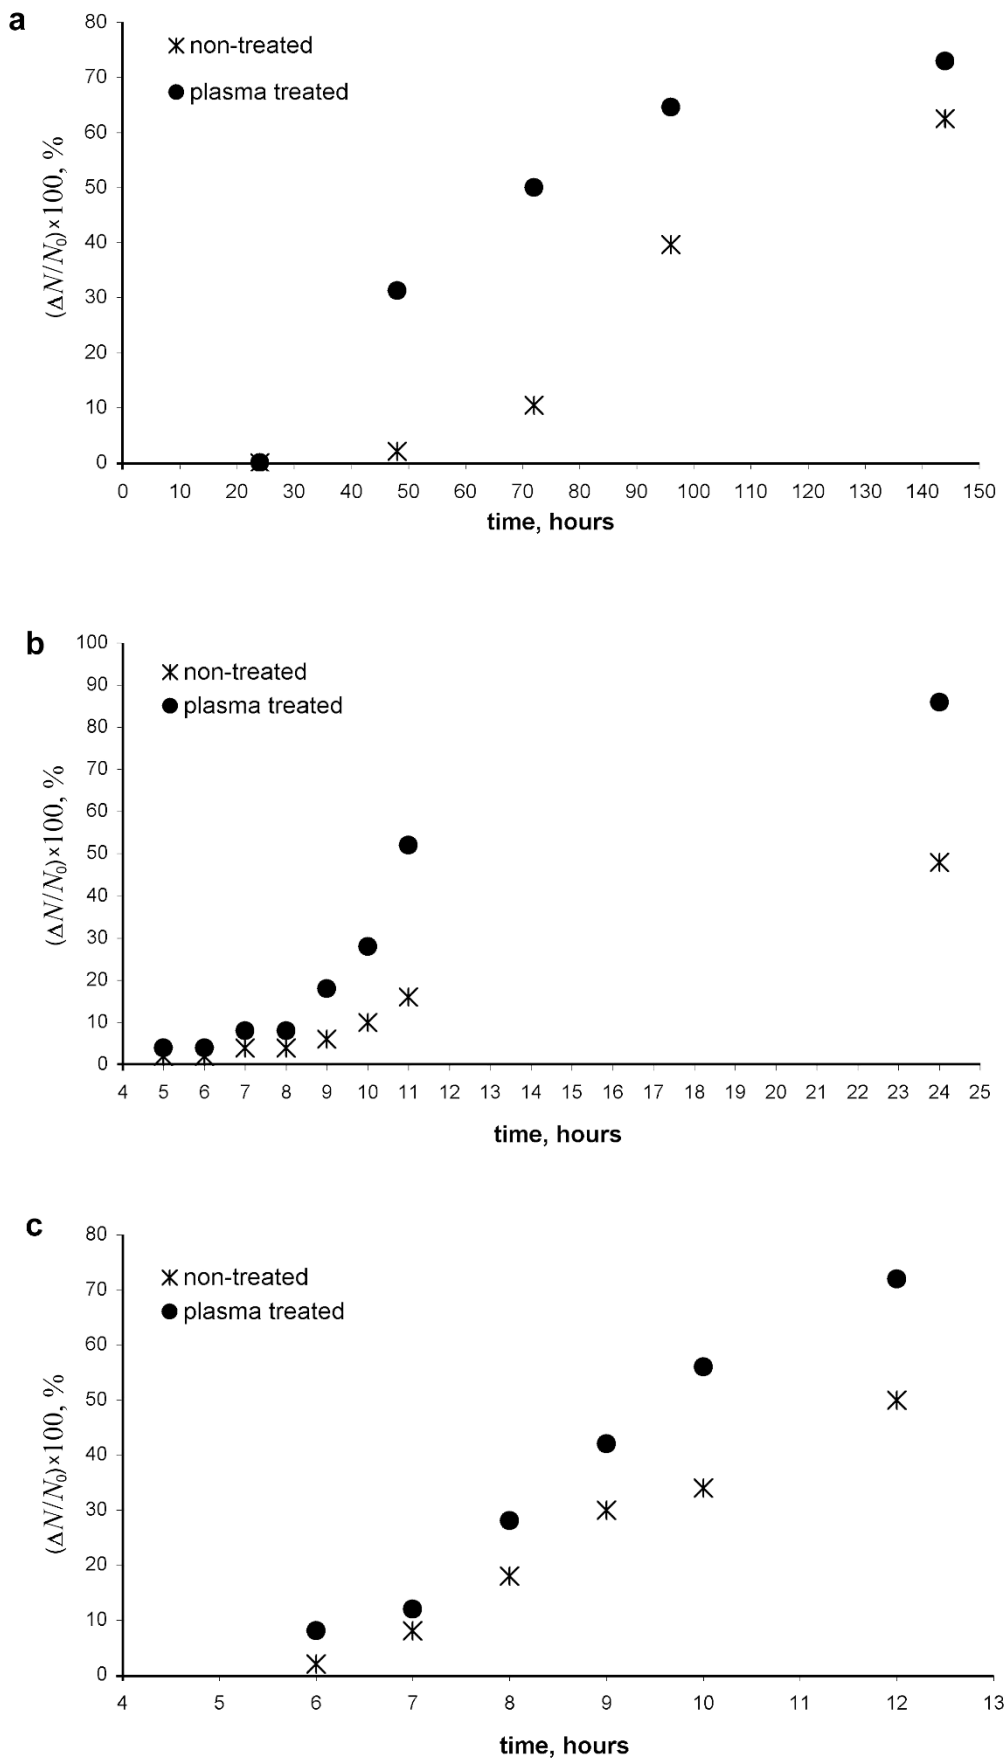 a
(ΔN/N₀)×100, %
80
70
60
50
40
30
20
10
0
non-treated
plasma treated
0 10 20 30 40 50 60 70 80 90 100 110 120 130 140 150
time, hours
b
(ΔN/N₀)×100, %
100
90
80
70
60
50
40
30
20
10
0
non-treated
plasma treated
4 5 6 7 8 9 10 11 12 13 14 15 16 17 18 19 20 21 22 23 24 25
time, hours
c
(ΔN/N₀)×100, %
80
70
60
50
40
30
20
10
0
non-treated
plasma treated
4 5 6 7 8 9 10 11 12 13
time, hours